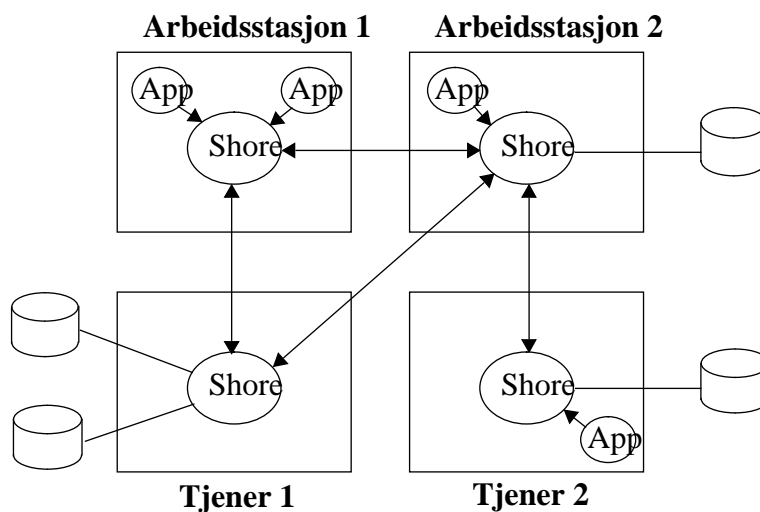 Arbeidsstasjon 1
Arbeidsstasjon 2
App
App
App
Shore
Shore
Shore
Shore
App
Tjener 1
Tjener 2